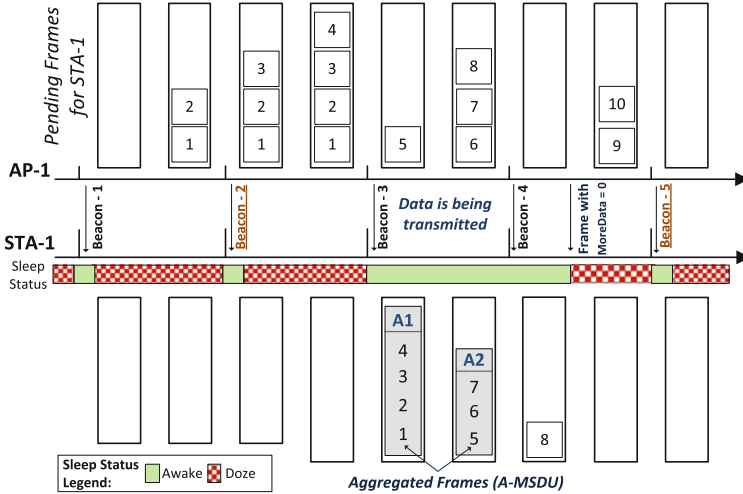 Pending Frames
for STA-1
4
3
3
8
2
2
2
7
10
1
1
1
5
6
9
AP-1
Beacon - 1
Beacon - 2
Beacon - 3
Data is being
transmitted
Beacon - 4
Frame with
MoreData = 0
Beacon - 5
STA-1
Sleep
Status
A1
4
3
2
1
A2
7
6
5
8
Sleep Status
Legend:
Awake
Doze
Aggregated Frames (A-MSDU)